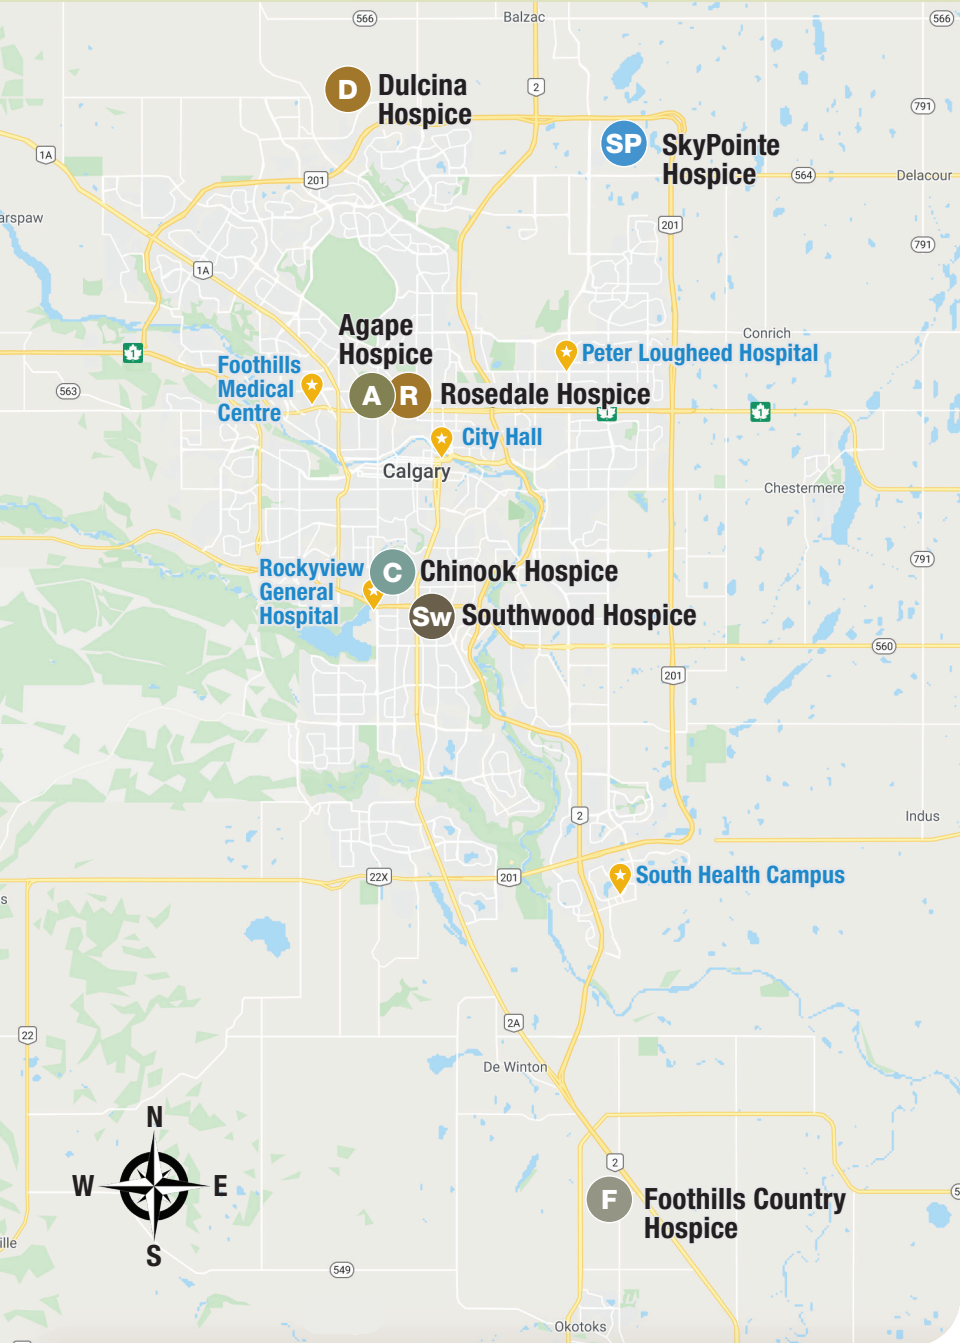 566
Balzac
566
D
Dulcina
Hospice
2
791
SP
SkyPointe
Hospice
1A
201
564
Delacour
arspaw
201
791
1A
Agape
Hospice
Conrich
1
Foothills
Medical
Centre
Peter Lougheed Hospital
563
A
R
Rosedale Hospice
1
1
City Hall
Calgary
Chestermere
791
Rockyview
General
Hospital
C
Chinook Hospice
Sw
Southwood Hospice
560
201
2
Indus
22X
201
South Health Campus
s
22
2A
De Winton
N
W
E
S
2
F
Foothills Country
Hospice
5
ille
549
Okotoks